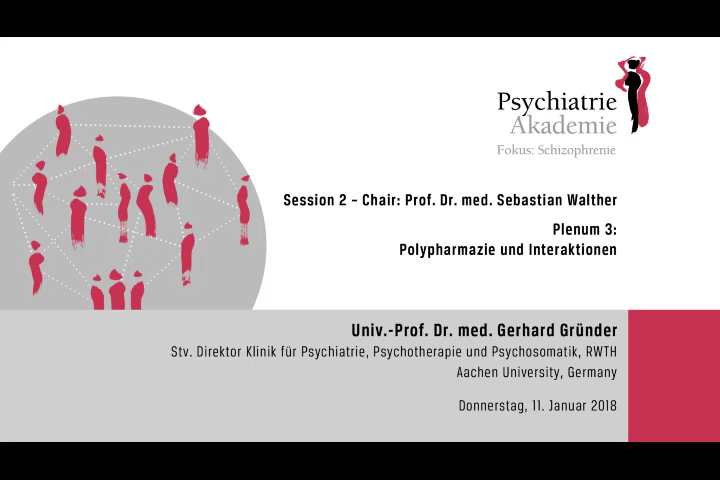 Psychiatrie
Akademie
Fokus: Schizophrenie
Session 2 – Chair: Prof. Dr. med. Sebastian Walther
Plenum 3:
Polypharmazie und Interaktionen
Univ.-Prof. Dr. med. Gerhard Gründer
Stv. Direktor Klinik für Psychiatrie, Psychotherapie und Psychosomatik, RWTH
Aachen University, Germany
Donnerstag, 11. Januar 2018